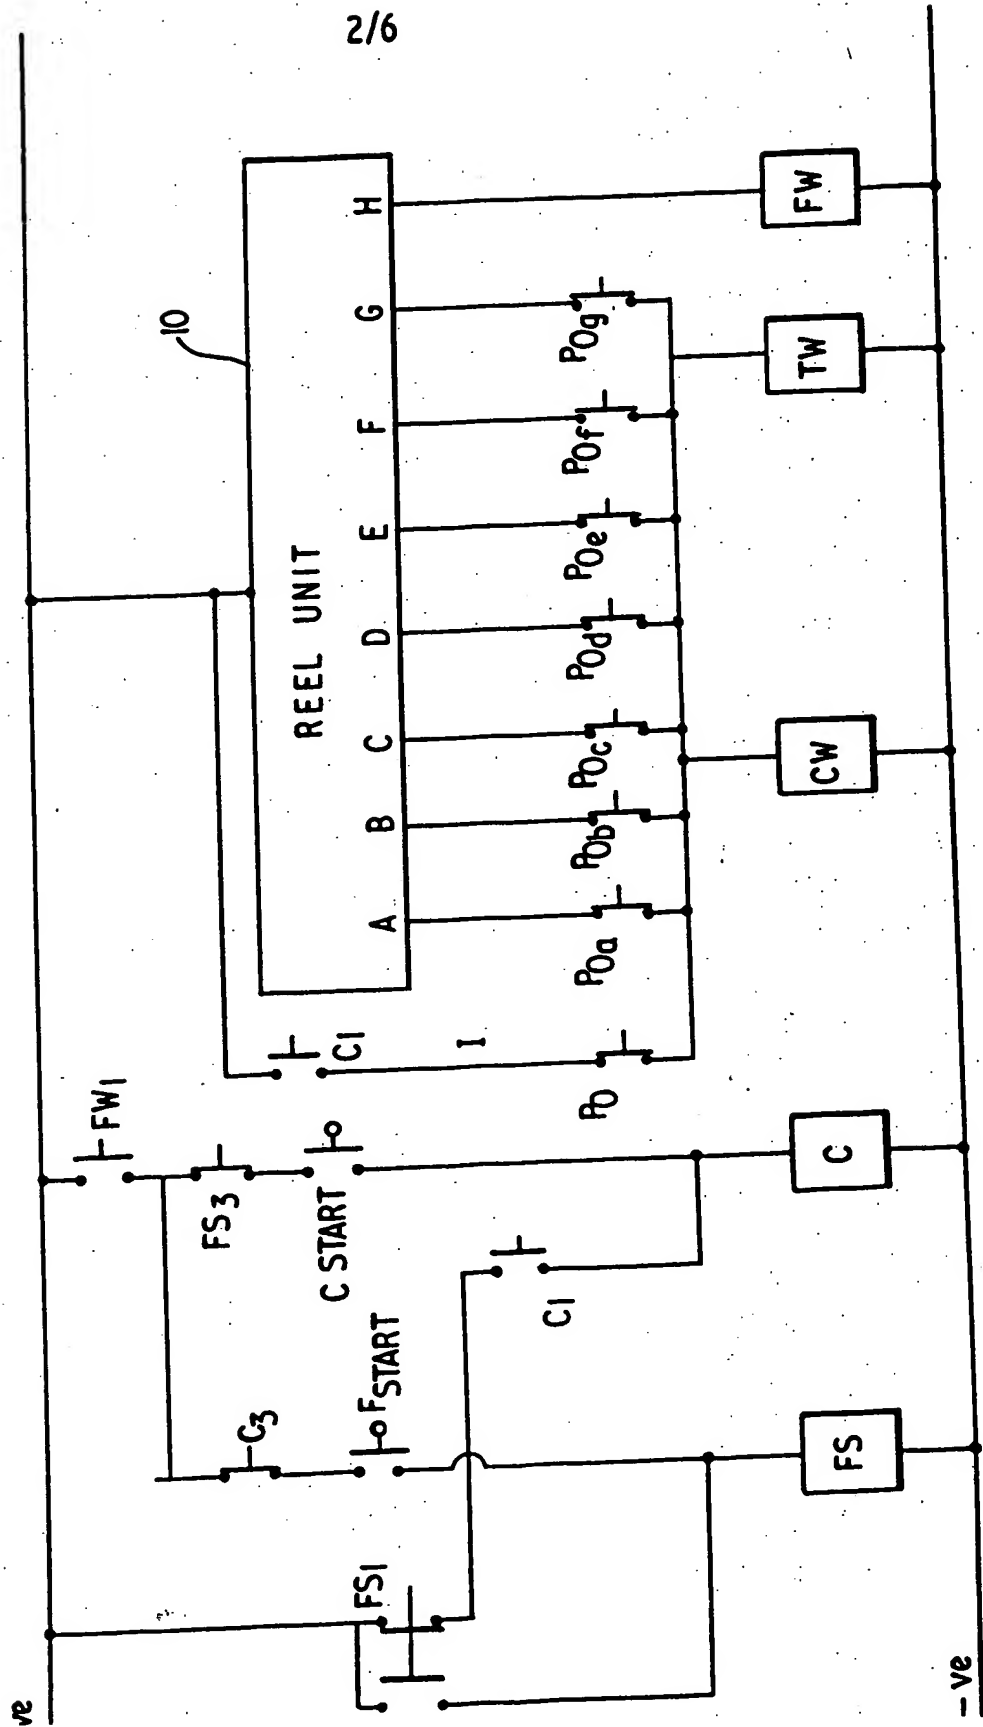 2/6
ve
FW1
10
REEL UNIT
A B C D E F G H
FS3
C START
C1
I
C3
FSTART
FS1
C1
P0
P0a
P0b
P0c
P0d
P0e
P0f
P0g
FS
C
CW
TW
FW
- ve